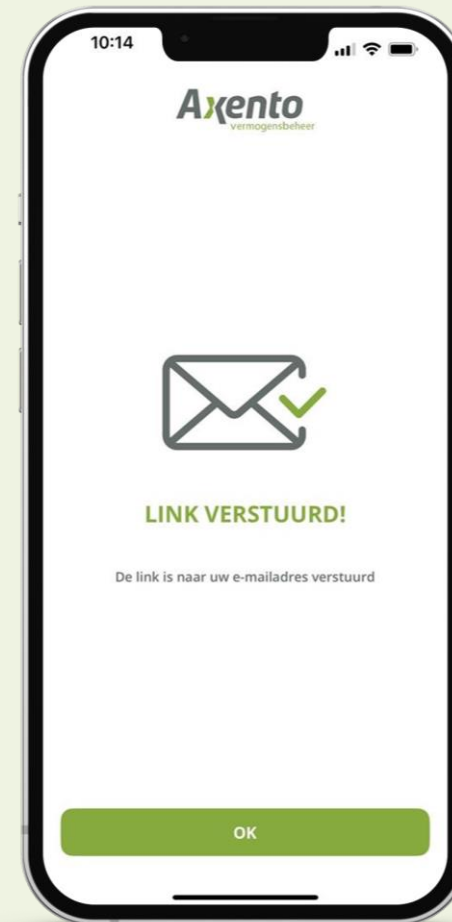 10:14
Axento
vermogensbeheer
LINK VERSTUURD!
De link is naar uw e-mailadres verstuurd
OK